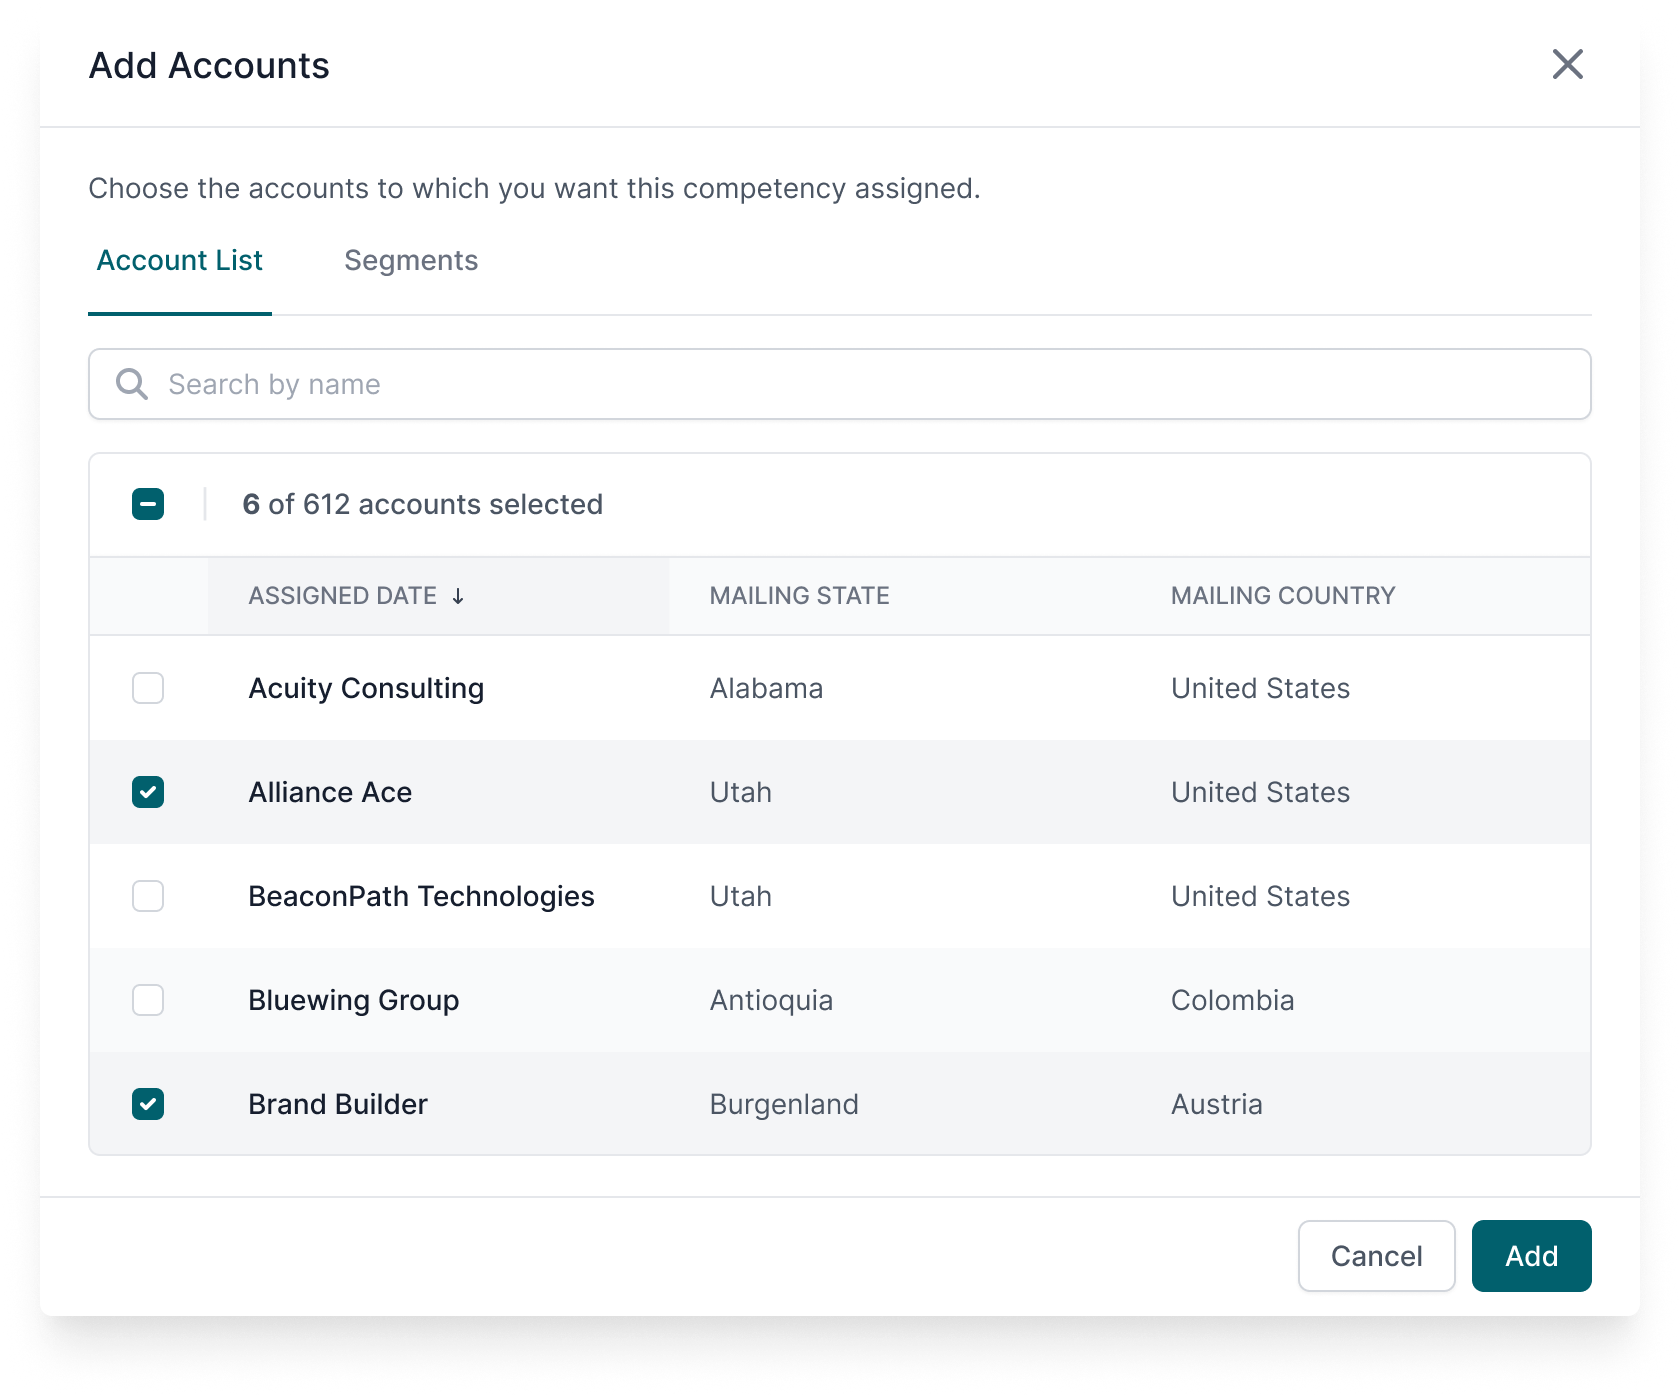 Add Accounts
Choose the accounts to which you want this competency assigned.
Account List Segments
Search by name
6 of 612 accounts selected
ASSIGNED DATE ↓ MAILING STATE MAILING COUNTRY
Acuity Consulting Alabama United States
Alliance Ace Utah United States
BeaconPath Technologies Utah United States
Bluewing Group Antioquia Colombia
Brand Builder Burgenland Austria
Cancel Add